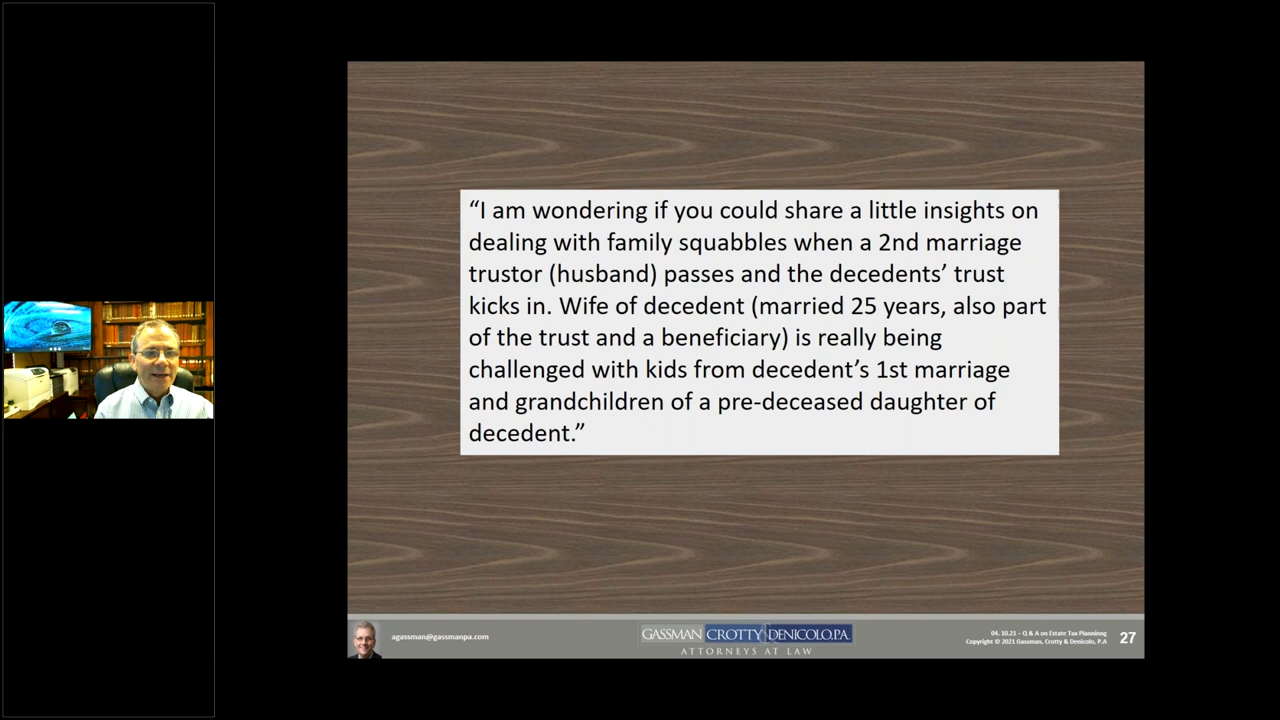 “I am wondering if you could share a little insights on
dealing with family squabbles when a 2nd marriage
trustor (husband) passes and the decedents’ trust
kicks in. Wife of decedent (married 25 years, also part
of the trust and a beneficiary) is really being
challenged with kids from decedent’s 1st marriage
and grandchildren of a pre-deceased daughter of
decedent.”
agassman@gassmanpa.com
GASSMAN CROTTY DENICOLO, P.A.
ATTORNEYS AT LAW
04. 10.21 – Q & A on Estate Tax Planninng
Copyright © 2021 Gassman, Crotty & Denicolo, P.A
27